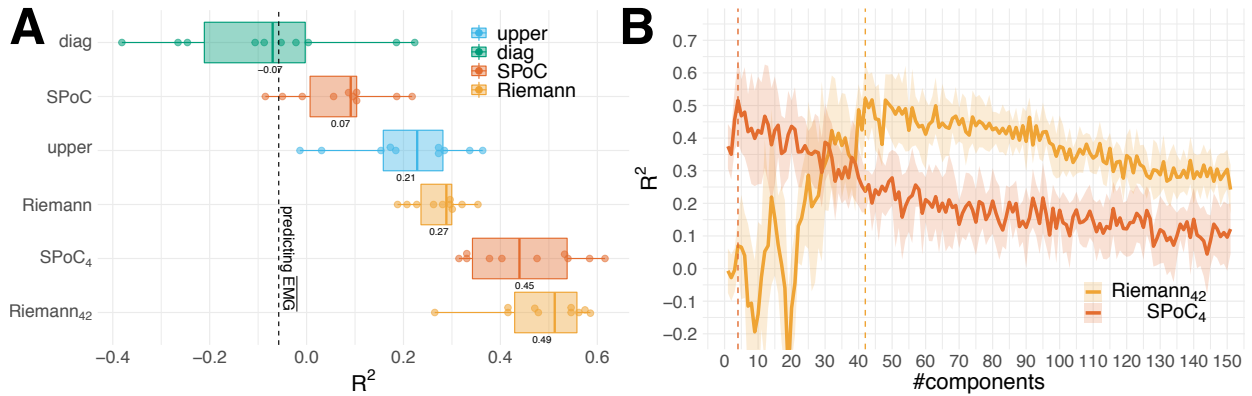 A
diag
SPoC
upper
Riemann
SPoC4
Riemann42
−0.07
0.07
0.21
0.27
0.45
0.49
predicting EMG
upper
diag
SPoC
Riemann
−0.4
−0.2
0.0
0.2
0.4
0.6
R2
B
0.7
0.6
0.5
0.4
0.3
0.2
0.1
0.0
−0.1
−0.2
R2
Riemann42
SPoC4
0 10 20 30 40 50 60 70 80 90 100 110 120 130 140 150
#components